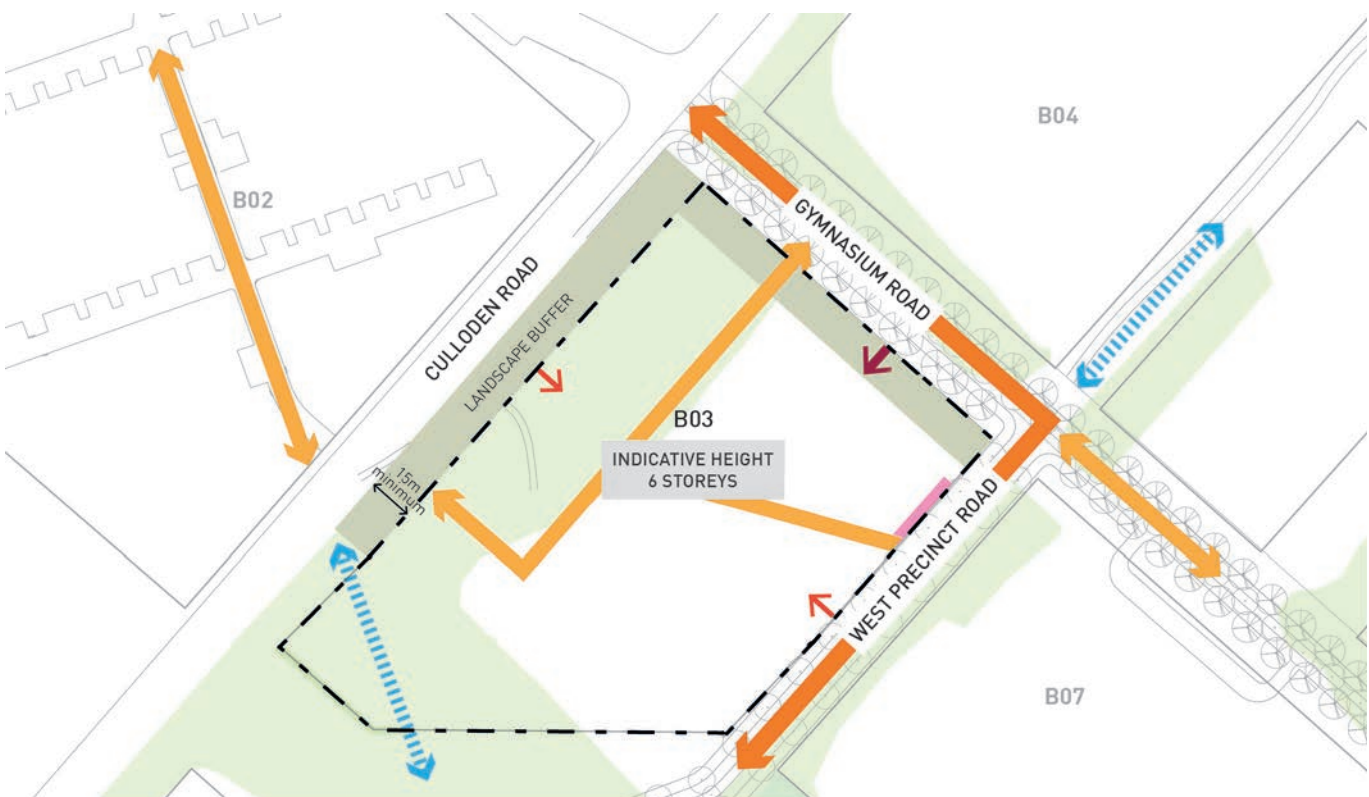 B04
B02
GYMNASIUM ROAD
CULLODEN ROAD
LANDSCAPE BUFFER
B03
INDICATIVE HEIGHT
6 STOREYS
15m
minimum
WEST PRECINCT ROAD
B07